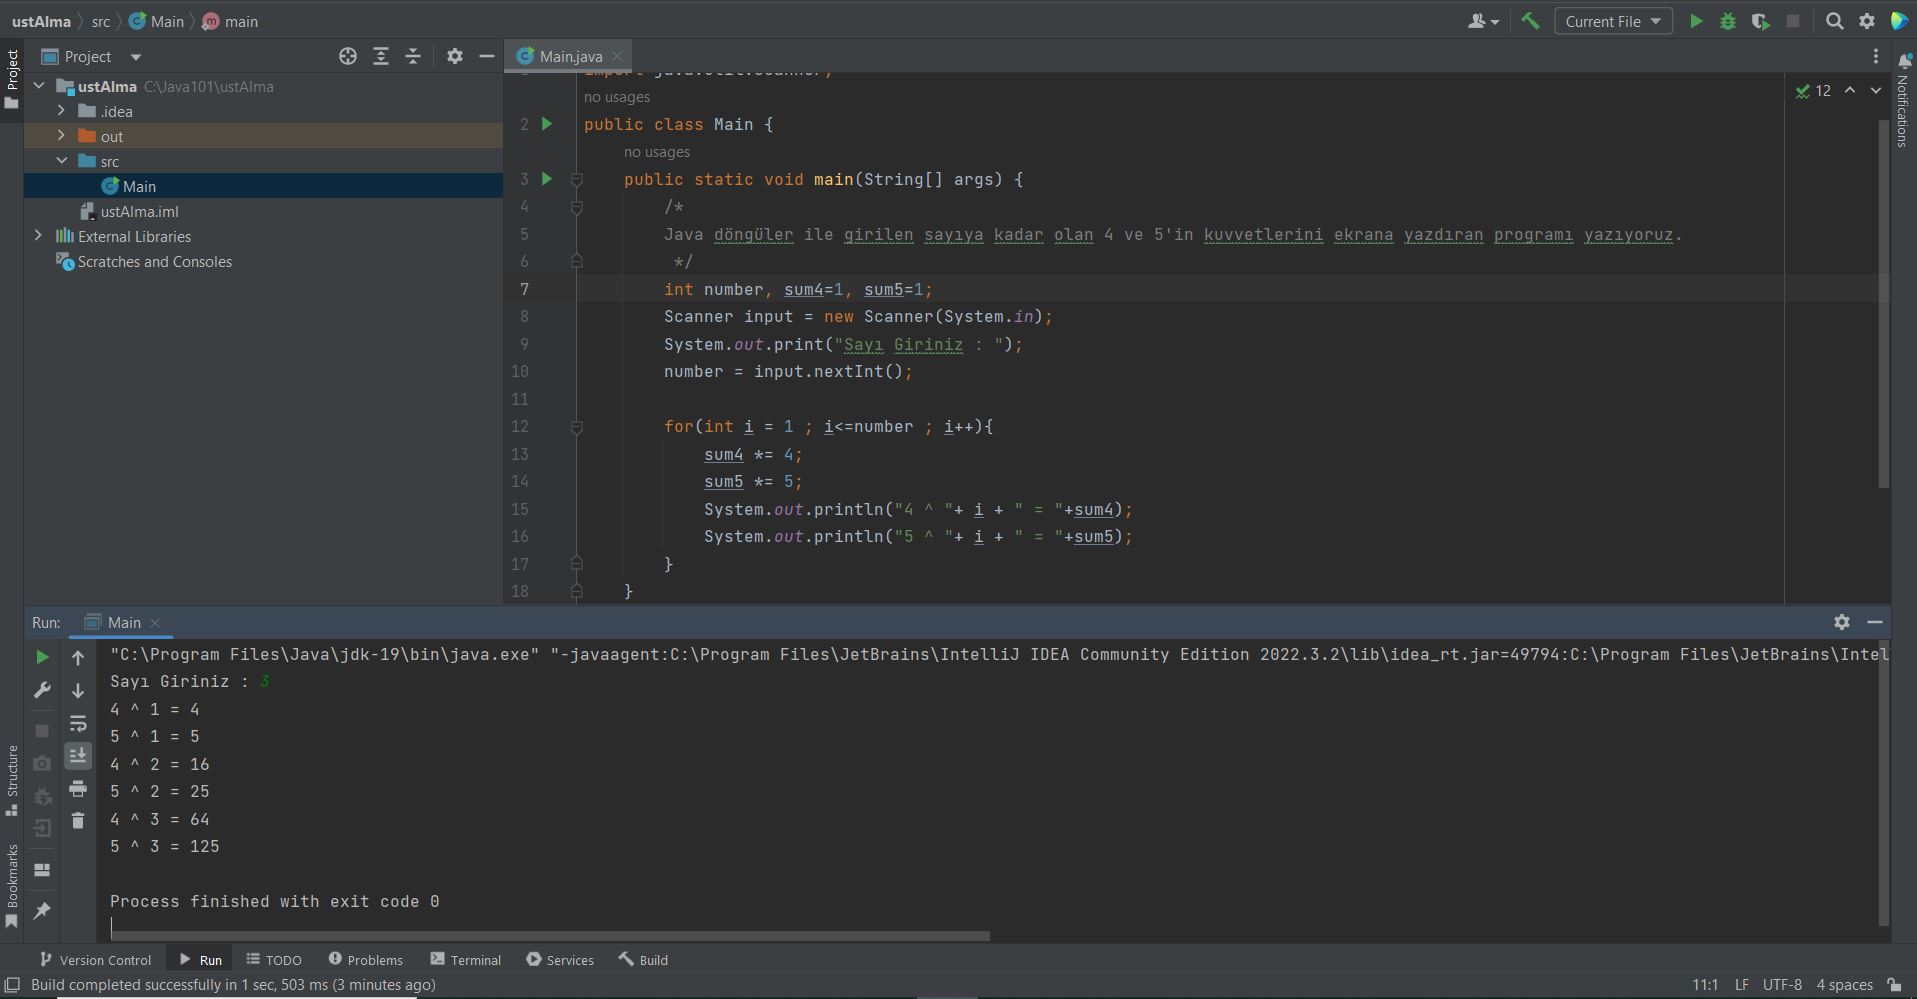 ustAlma src Main main
Current File
Project
Main.java
ustAlma C:\Java101\ustAlma
.idea
out
src
Main
ustAlma.iml
External Libraries
Scratches and Consoles
Project
Structure
Bookmarks
Notifications
12
no usages
2 public class Main {
no usages
3 public static void main(String[] args) {
4 /*
5 Java döngüler ile girilen sayıya kadar olan 4 ve 5'in kuvvetlerini ekrana yazdıran programı yazıyoruz.
6 */
7 int number, sum4=1, sum5=1;
8 Scanner input = new Scanner(System.in);
9 System.out.print("Sayı Giriniz : ");
10 number = input.nextInt();
11
12 for(int i = 1 ; i<=number ; i++){
13 sum4 *= 4;
14 sum5 *= 5;
15 System.out.println("4 ^ "+ i + " = "+sum4);
16 System.out.println("5 ^ "+ i + " = "+sum5);
17 }
18 }
Run: Main
"C:\Program Files\Java\jdk-19\bin\java.exe" "-javaagent:C:\Program Files\JetBrains\IntelliJ IDEA Community Edition 2022.3.2\lib\idea_rt.jar=49794:C:\Program Files\JetBrains\Intel
Sayı Giriniz : 3
4 ^ 1 = 4
5 ^ 1 = 5
4 ^ 2 = 16
5 ^ 2 = 25
4 ^ 3 = 64
5 ^ 3 = 125
Process finished with exit code 0
Version Control Run TODO Problems Terminal Services Build
Build completed successfully in 1 sec, 503 ms (3 minutes ago)
11:1 LF UTF-8 4 spaces